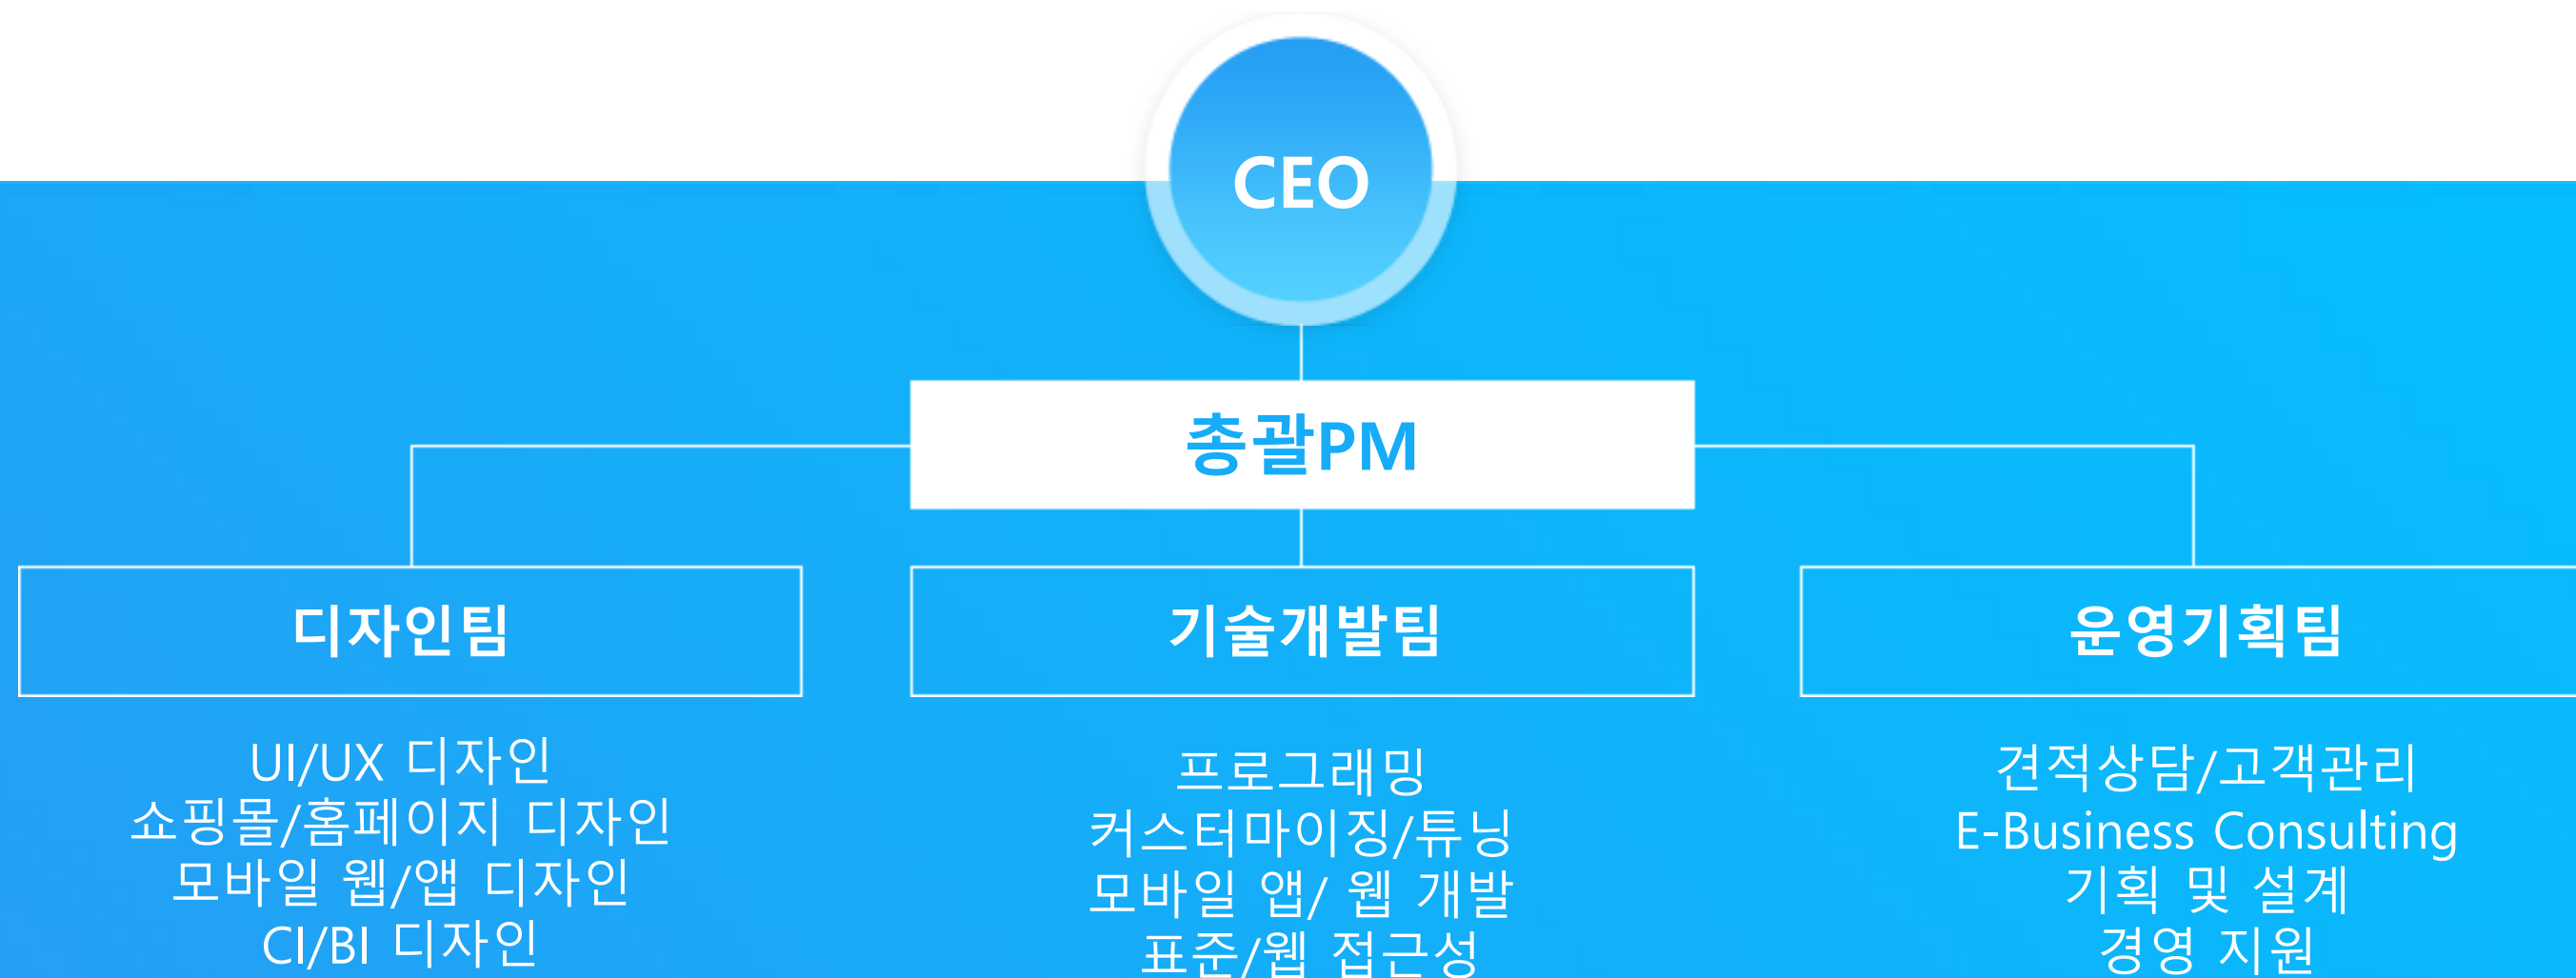 CEO
총괄PM
디자인팀
UI/UX 디자인
쇼핑몰/홈페이지 디자인
모바일 웹/앱 디자인
CI/BI 디자인
기술개발팀
프로그래밍
커스터마이징/튜닝
모바일 앱/ 웹 개발
표준/웹 접근성
운영기획팀
견적상담/고객관리
E-Business Consulting
기획 및 설계
경영 지원